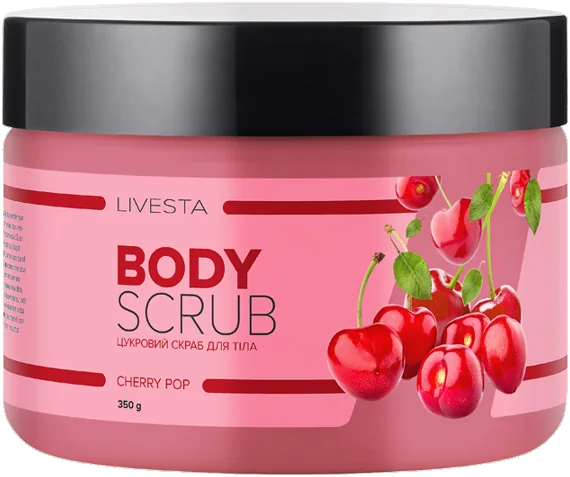 LIVESTA
BODY
SCRUB
ЦУКРОВИЙ СКРАБ ДЛЯ ТІЛА
CHERRY POP
350 g